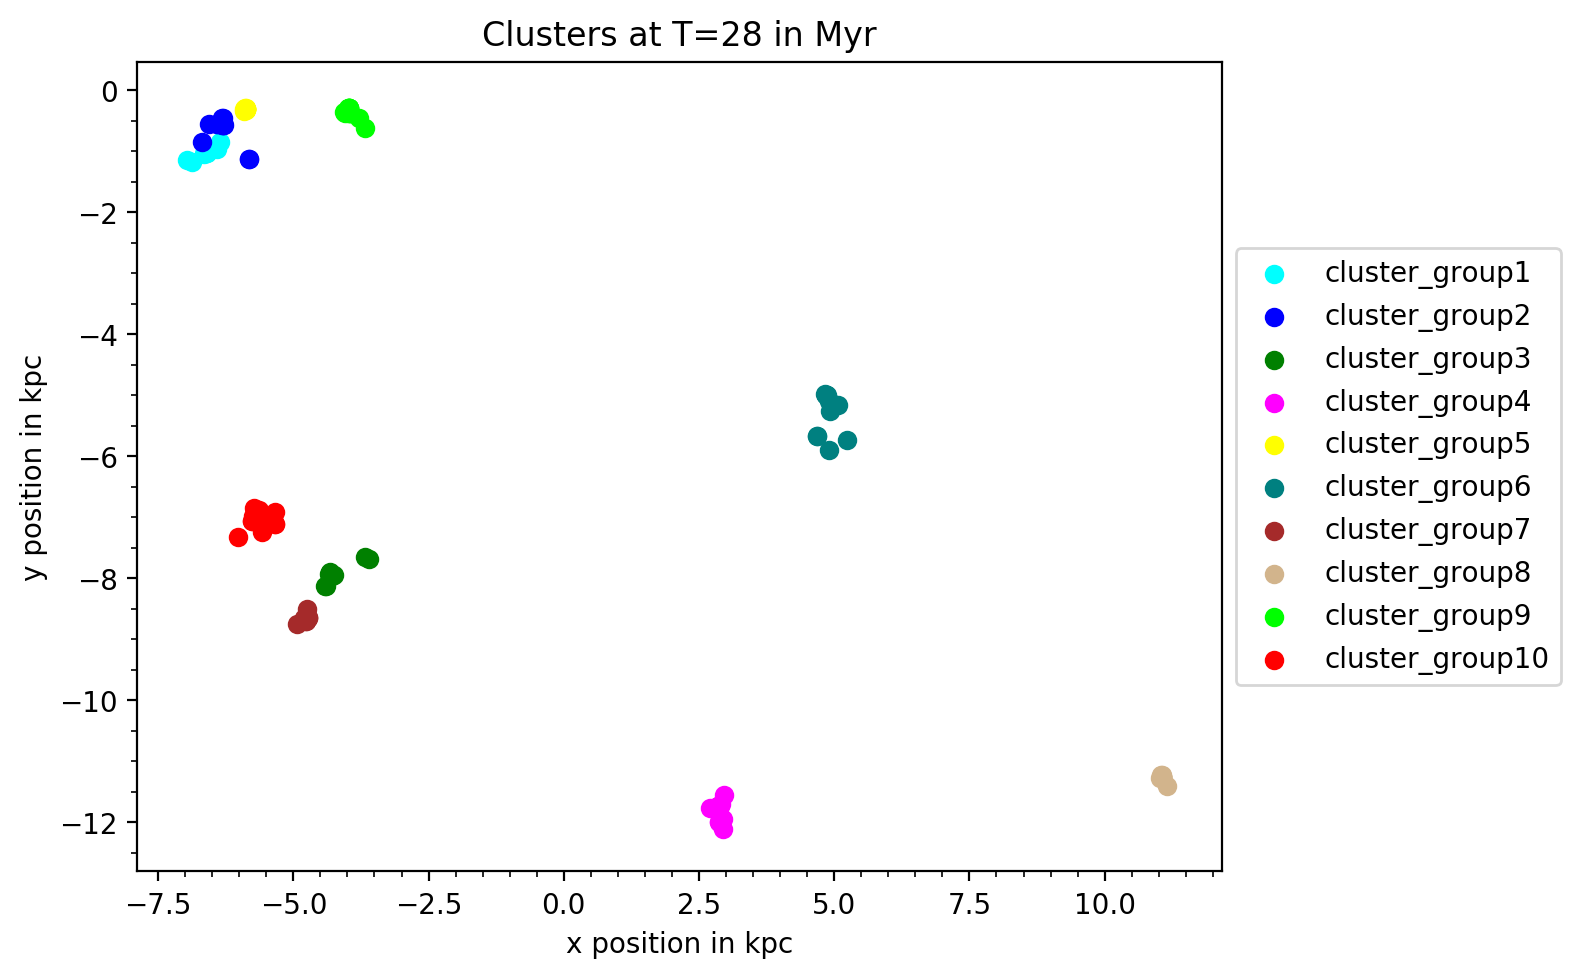 Clusters at T=28 in Myr
0
−2
−4
−6
−8
−10
−12
y position in kpc
−7.5
−5.0
−2.5
0.0
2.5
5.0
7.5
10.0
x position in kpc
cluster_group1
cluster_group2
cluster_group3
cluster_group4
cluster_group5
cluster_group6
cluster_group7
cluster_group8
cluster_group9
cluster_group10